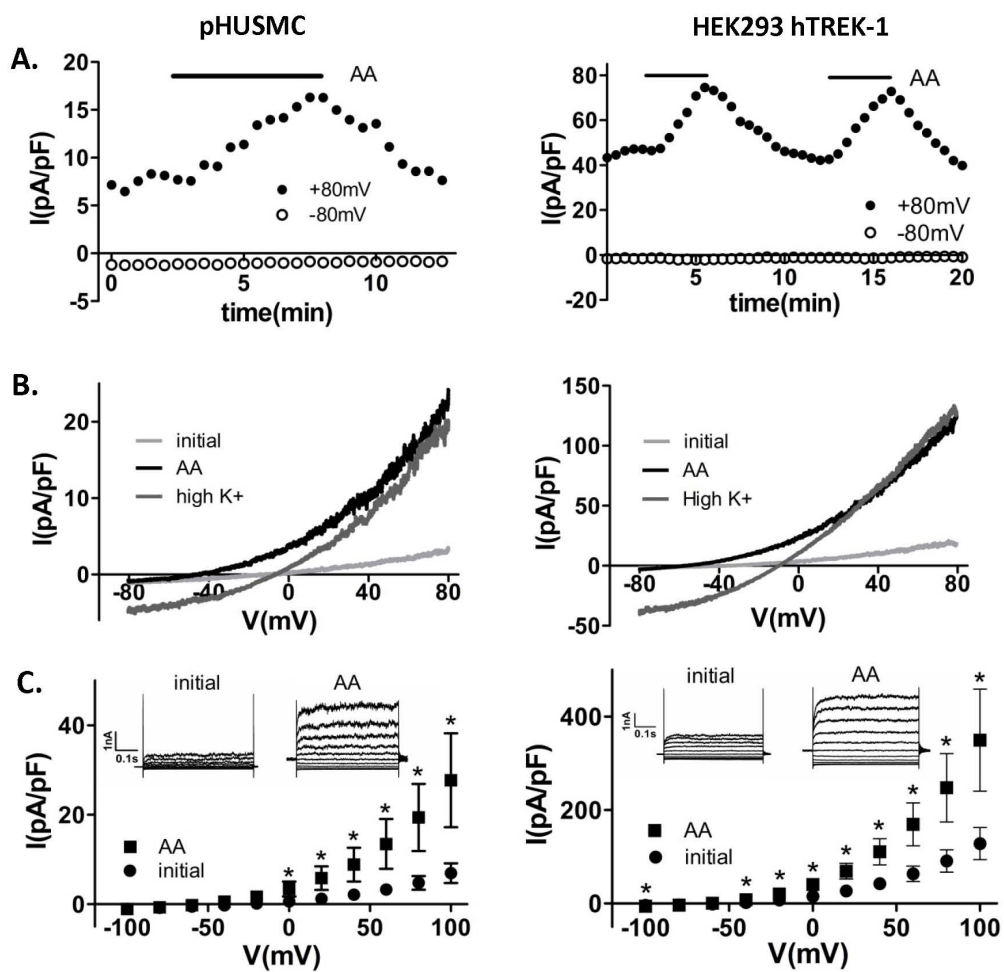 pHUSMC
HEK293 hTREK-1
A.
I(pA/pF)
20
15
10
5
0
-5
AA
+80mV
-80mV
0
5
10
time(min)
I(pA/pF)
80
60
40
20
0
-20
AA
+80mV
-80mV
5
10
15
20
time(min)
B.
I(pA/pF)
20
10
0
initial
AA
high K+
-80
-40
0
40
80
V(mV)
I(pA/pF)
150
100
50
0
-50
initial
AA
High K+
-80
-40
0
40
80
V(mV)
C.
I(pA/pF)
40
20
0
initial
AA
1nA
0.1s
* * * * * *
AA
initial
-100
-50
0
50
100
V(mV)
I(pA/pF)
400
200
0
initial
AA
1nA
0.1s
* * * * * * * * *
AA
initial
-100
-50
0
50
100
V(mV)